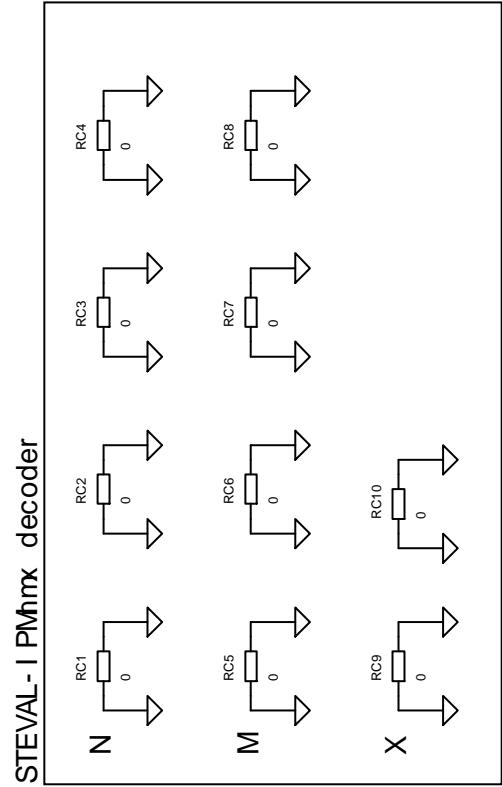 STEVAL-IPMnmx decoder
RC1 RC2 RC3 RC4
N 0 0 0 0
RC5 RC6 RC7 RC8
M 0 0 0 0
RC9 RC10
X 0 0